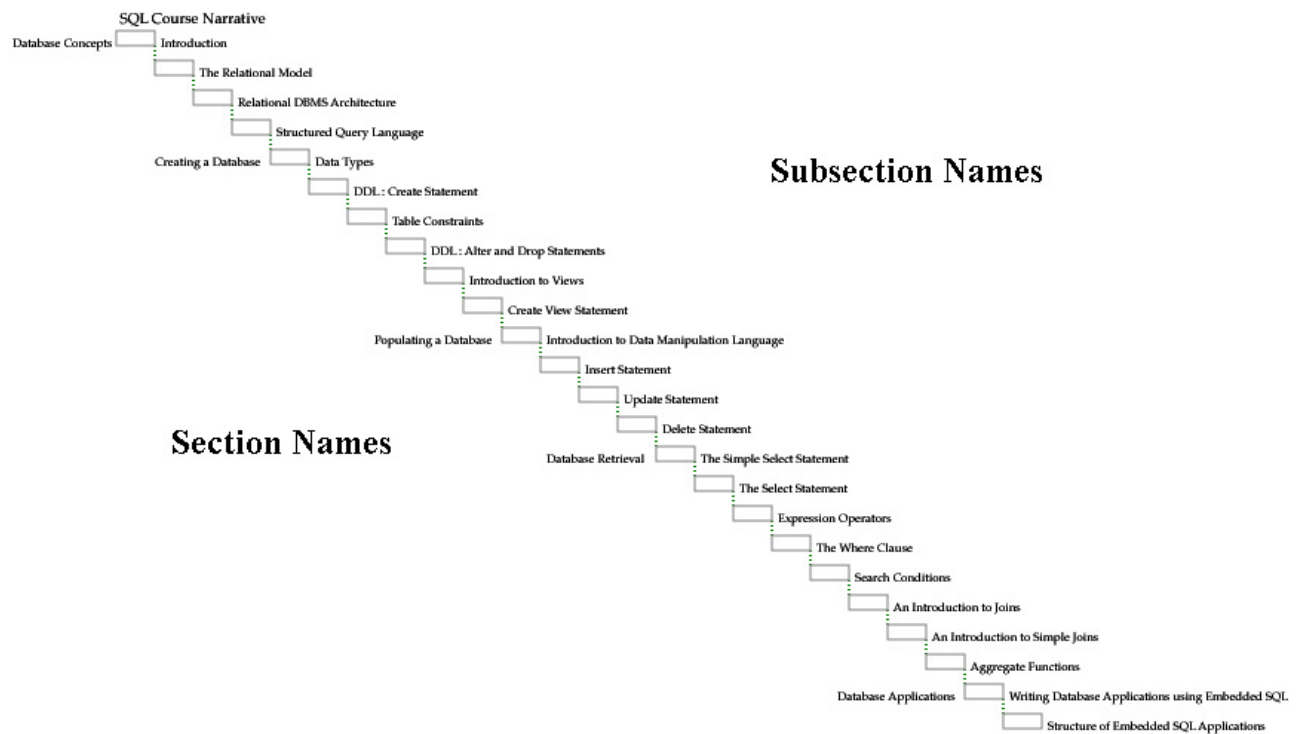 SQL Course Narrative
Database Concepts Introduction
The Relational Model
Relational DBMS Architecture
Structured Query Language
Creating a Database Data Types
Subsection Names
DDL : Create Statement
Table Constraints
DDL : Alter and Drop Statements
Introduction to Views
Create View Statement
Populating a Database Introduction to Data Manipulation Language
Insert Statement
Update Statement
Delete Statement
Section Names
Database Retrieval The Simple Select Statement
The Select Statement
Expression Operators
The Where Clause
Search Conditions
An Introduction to Joins
An Introduction to Simple Joins
Aggregate Functions
Database Applications Writing Database Applications using Embedded SQL
Structure of Embedded SQL Applications